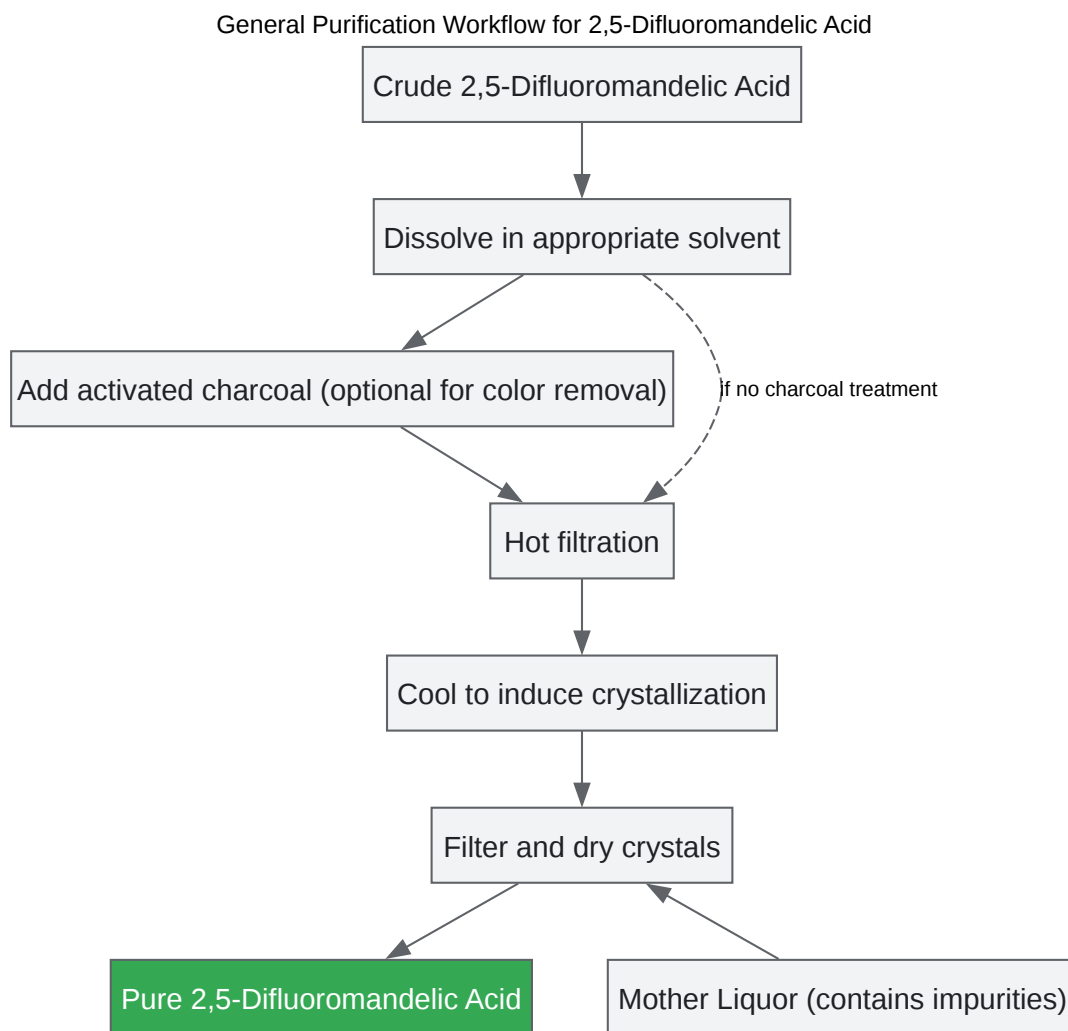 General Purification Workflow for 2,5-Difluoromandelic Acid
Crude 2,5-Difluoromandelic Acid
Dissolve in appropriate solvent
Add activated charcoal (optional for color removal)
if no charcoal treatment
Hot filtration
Cool to induce crystallization
Filter and dry crystals
Pure 2,5-Difluoromandelic Acid
Mother Liquor (contains impurities)